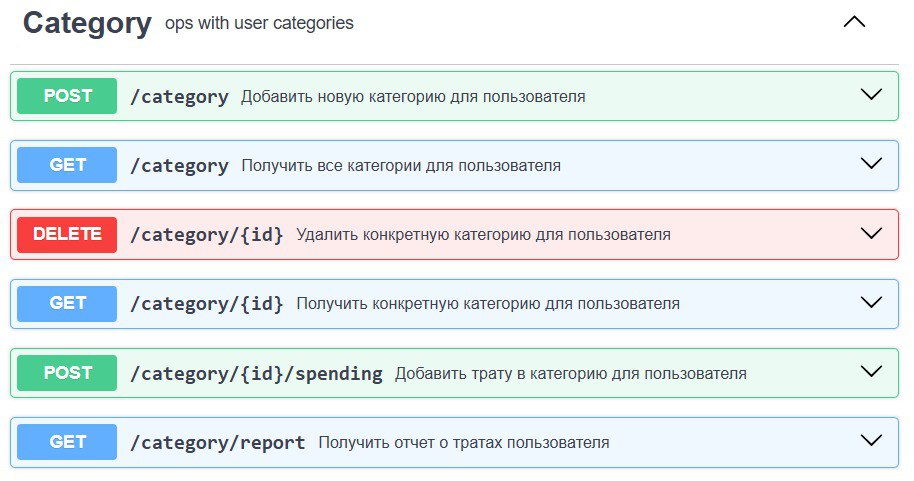 Category ops with user categories
POST /category Добавить новую категорию для пользователя
GET /category Получить все категории для пользователя
DELETE /category/{id} Удалить конкретную категорию для пользователя
GET /category/{id} Получить конкретную категорию для пользователя
POST /category/{id}/spending Добавить трату в категорию для пользователя
GET /category/report Получить отчет о тратах пользователя